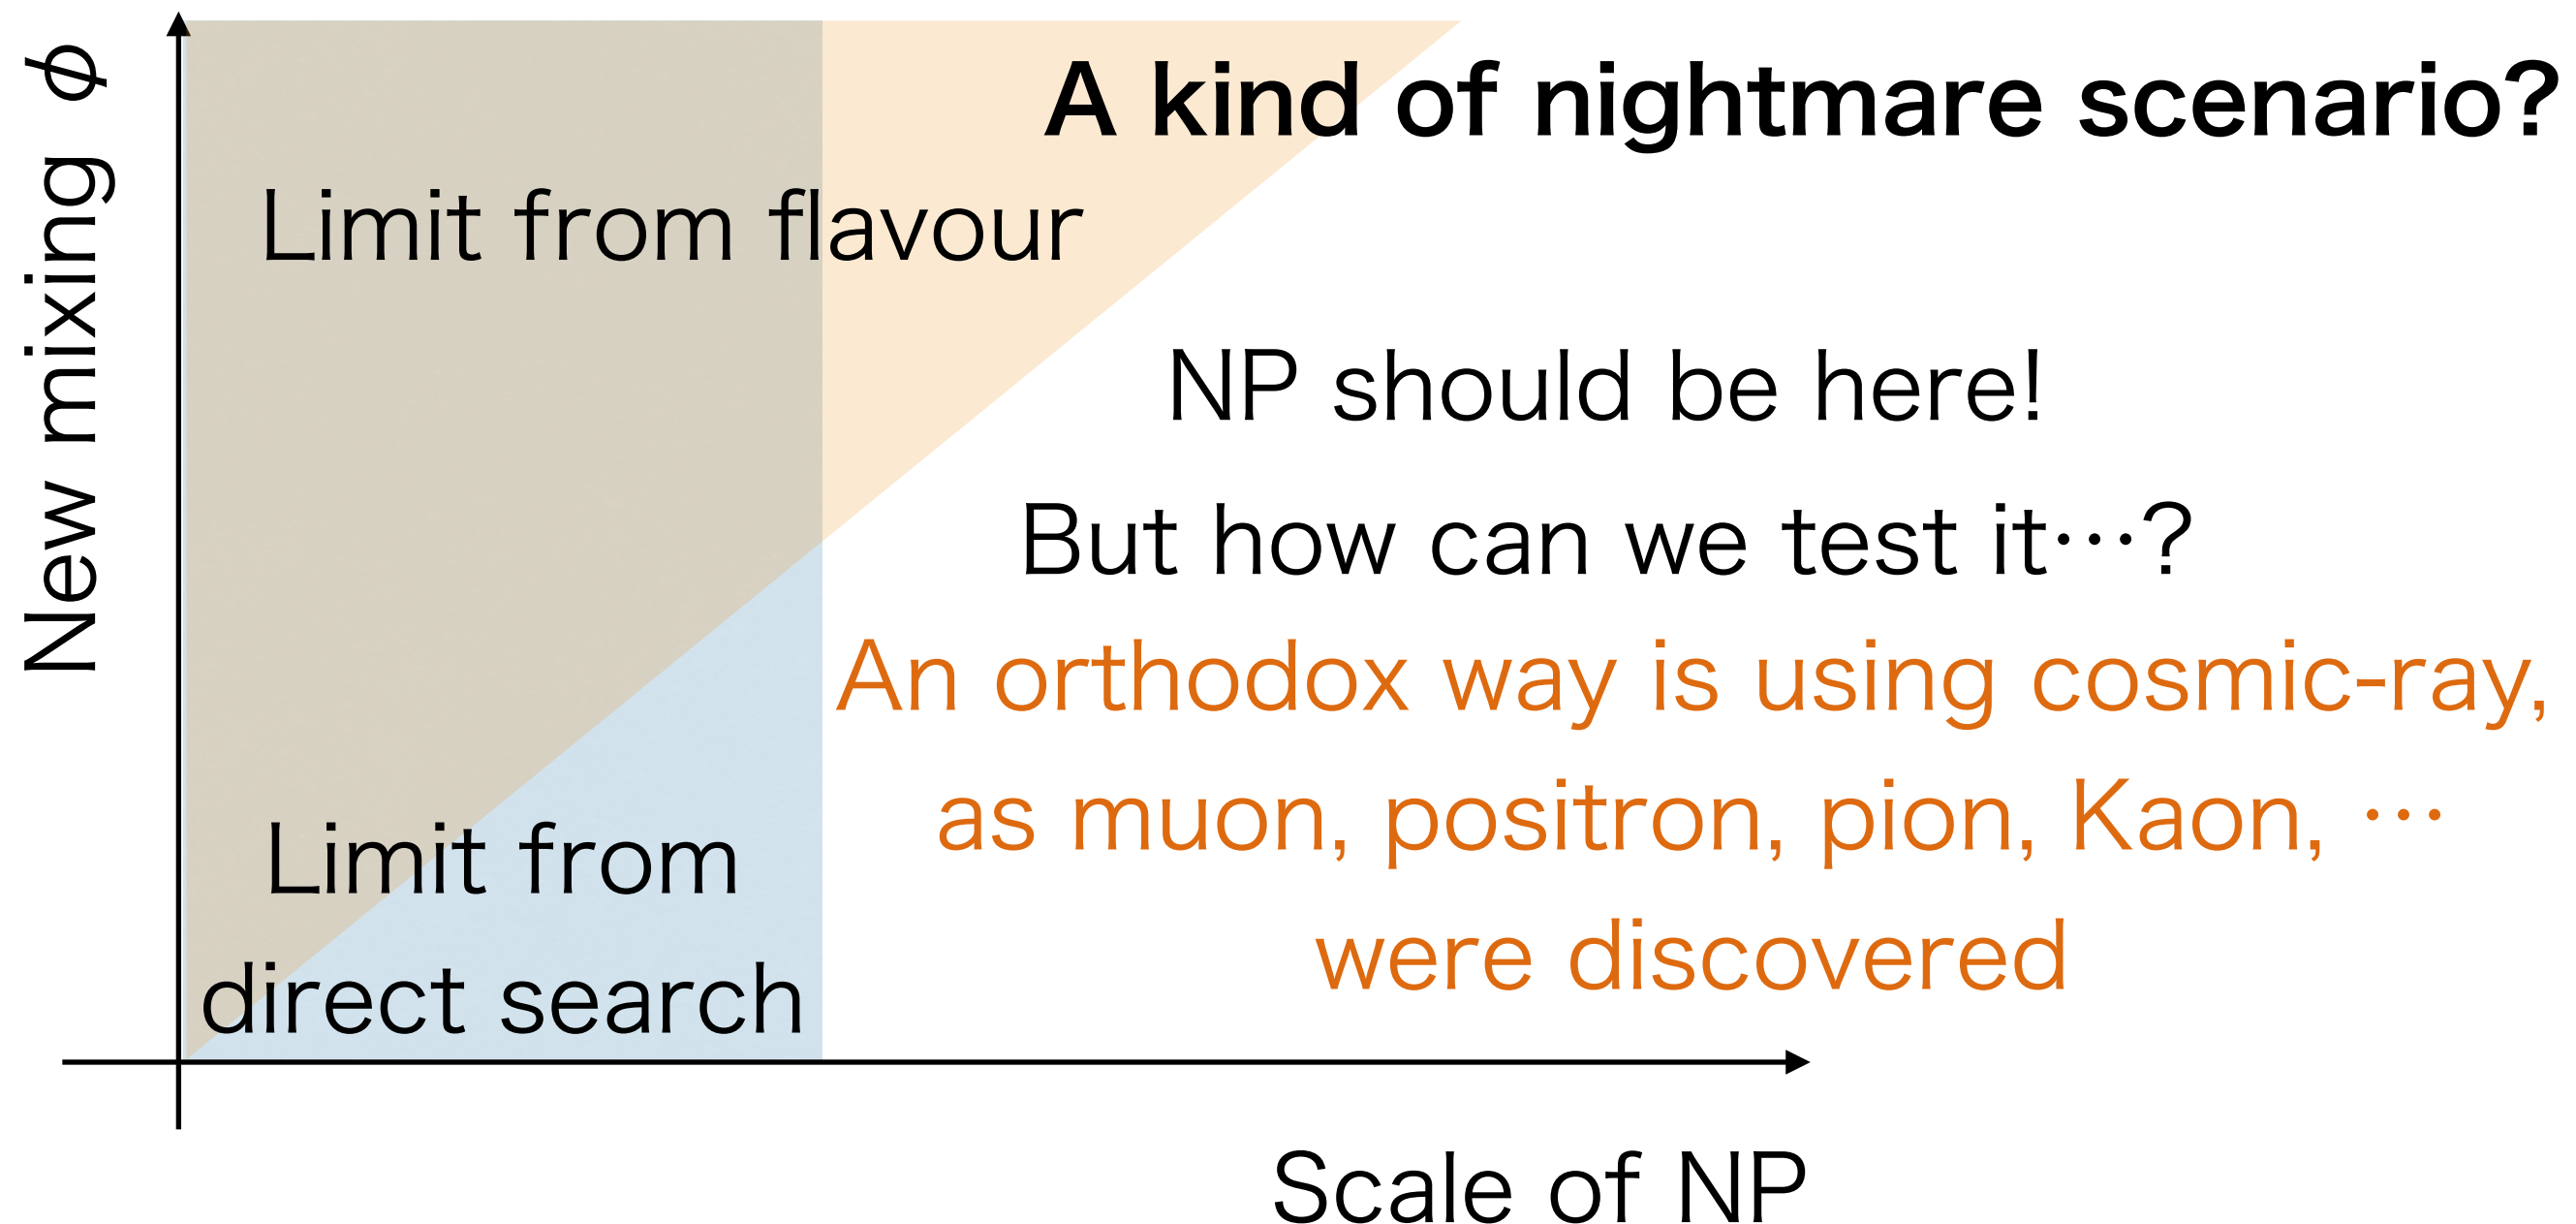 New mixing ϕ
A kind of nightmare scenario?
Limit from flavour
NP should be here!
But how can we test it…?
An orthodox way is using cosmic-ray,
as muon, positron, pion, Kaon, …
were discovered
Limit from
direct search
Scale of NP